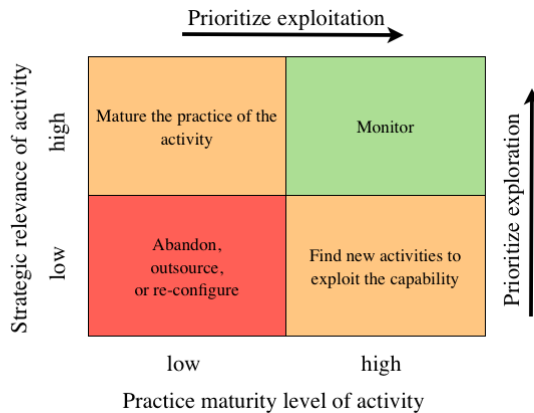 Prioritize exploitation
Strategic relevance of activity
high
low
Mature the practice of the
activity
Monitor
Abandon,
outsource,
or re-configure
Find new activities to
exploit the capability
Prioritize exploration
low
high
Practice maturity level of activity